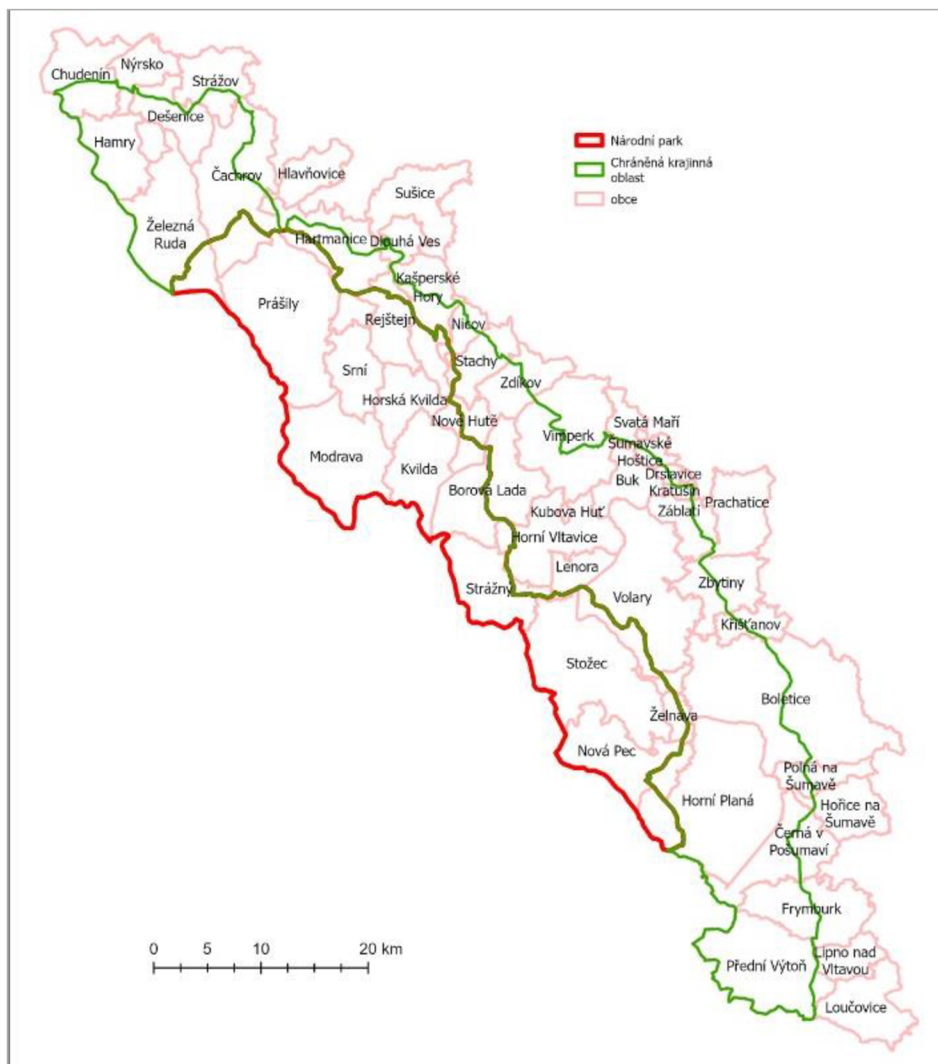 Chudenín
Nýrsko
Strážov
Dešenice
Hamry
Čachrov
Hlavňovice
Sušice
Železná
Ruda
Hartmanice
Dlouhá Ves
Kašperské
Hory
Prášily
Rejštejn
Nicov
Srní
Stachy
Zdíkov
Horská Kvilda
Nové Hutě
Vimperk
Svatá Maří
Šumavské
Hoštice
Modrava
Kvilda
Buk
Drslavice
Kratušín
Záblatí
Prachatice
Borová Lada
Kubova Huť
Horní Vltavice
Lenora
Strážný
Volary
Zbytiny
Křišťanov
Stožec
Boletice
Želnava
Nová Pec
Polná na
Šumavě
Horní Planá
Hořice na
Šumavě
Černá v
Pošumaví
Frymburk
Přední Výtoň
Lipno nad
Vltavou
Loučovice
Národní park
Chráněná krajinná
oblast
obce
0 5 10 20 km